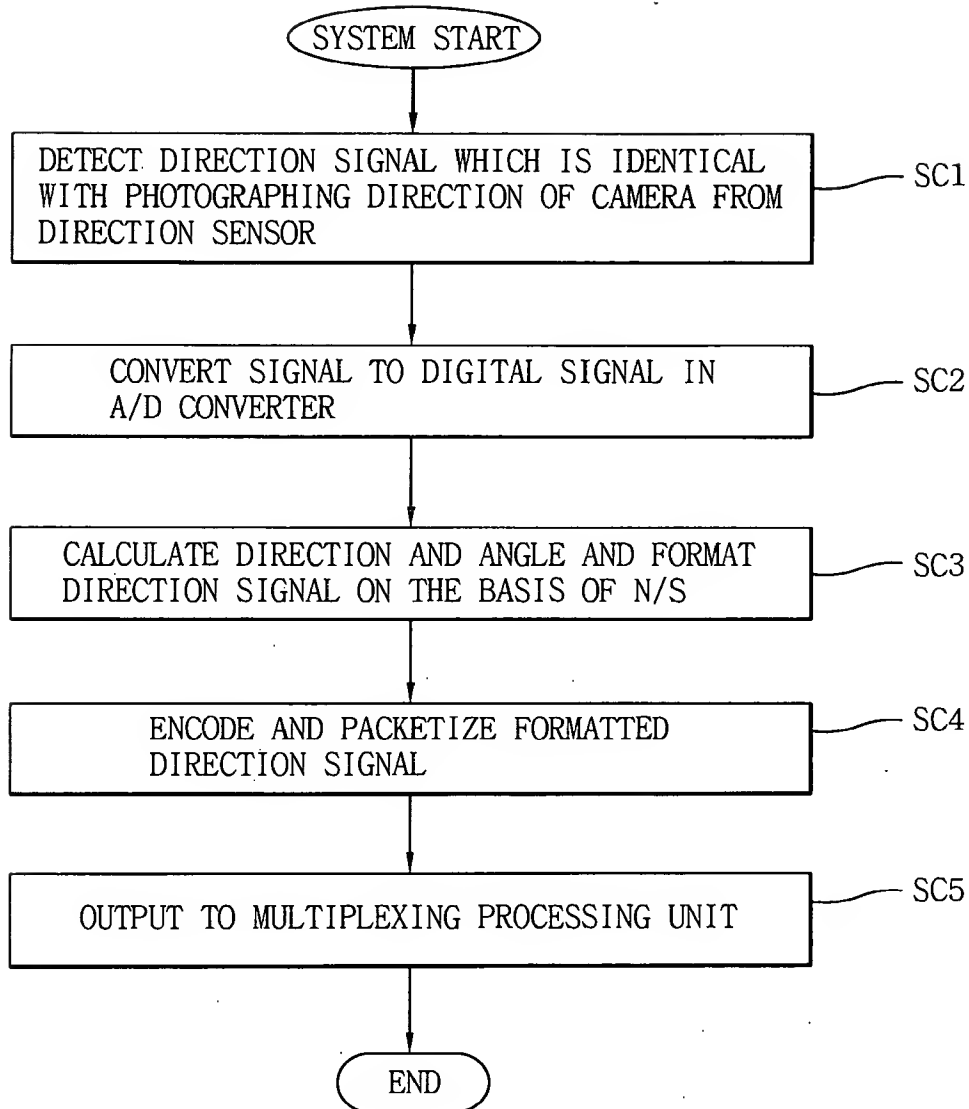 SYSTEM START
DETECT DIRECTION SIGNAL WHICH IS IDENTICAL
WITH PHOTOGRAPHING DIRECTION OF CAMERA FROM
DIRECTION SENSOR
SC1
CONVERT SIGNAL TO DIGITAL SIGNAL IN
A/D CONVERTER
SC2
CALCULATE DIRECTION AND ANGLE AND FORMAT
DIRECTION SIGNAL ON THE BASIS OF N/S
SC3
ENCODE AND PACKETIZE FORMATTED
DIRECTION SIGNAL
SC4
OUTPUT TO MULTIPLEXING PROCESSING UNIT
SC5
END